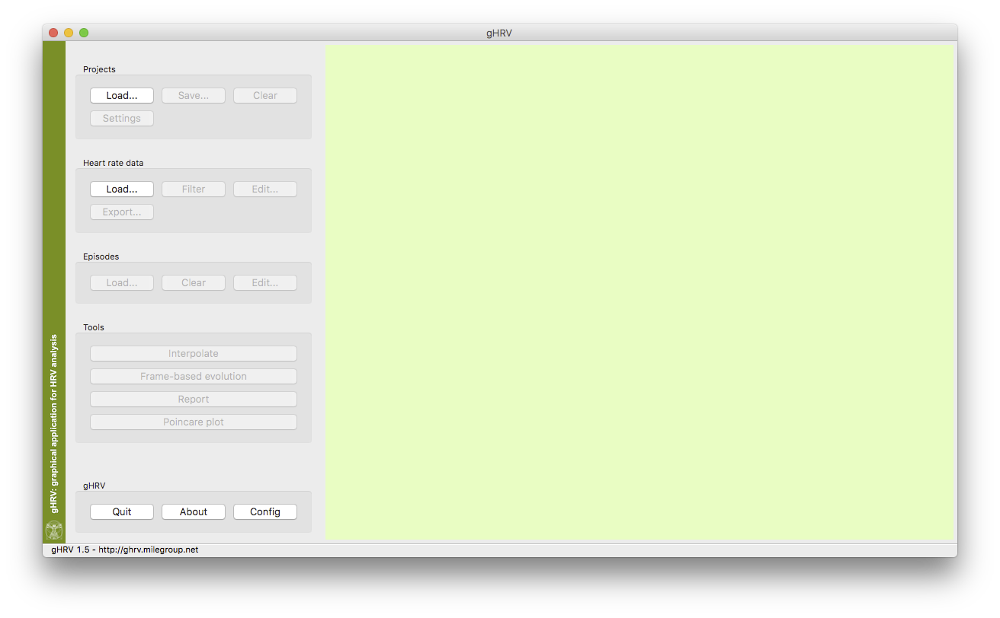 gHRV
Projects
Load... Save... Clear
Settings
Heart rate data
Load... Filter Edit...
Export...
Episodes
Load... Clear Edit...
Tools
Interpolate
Frame-based evolution
Report
Poincare plot
gHRV
Quit About Config
gHRV: graphical application for HRV analysis
gHRV 1.5 - http://ghrv.milegroup.net